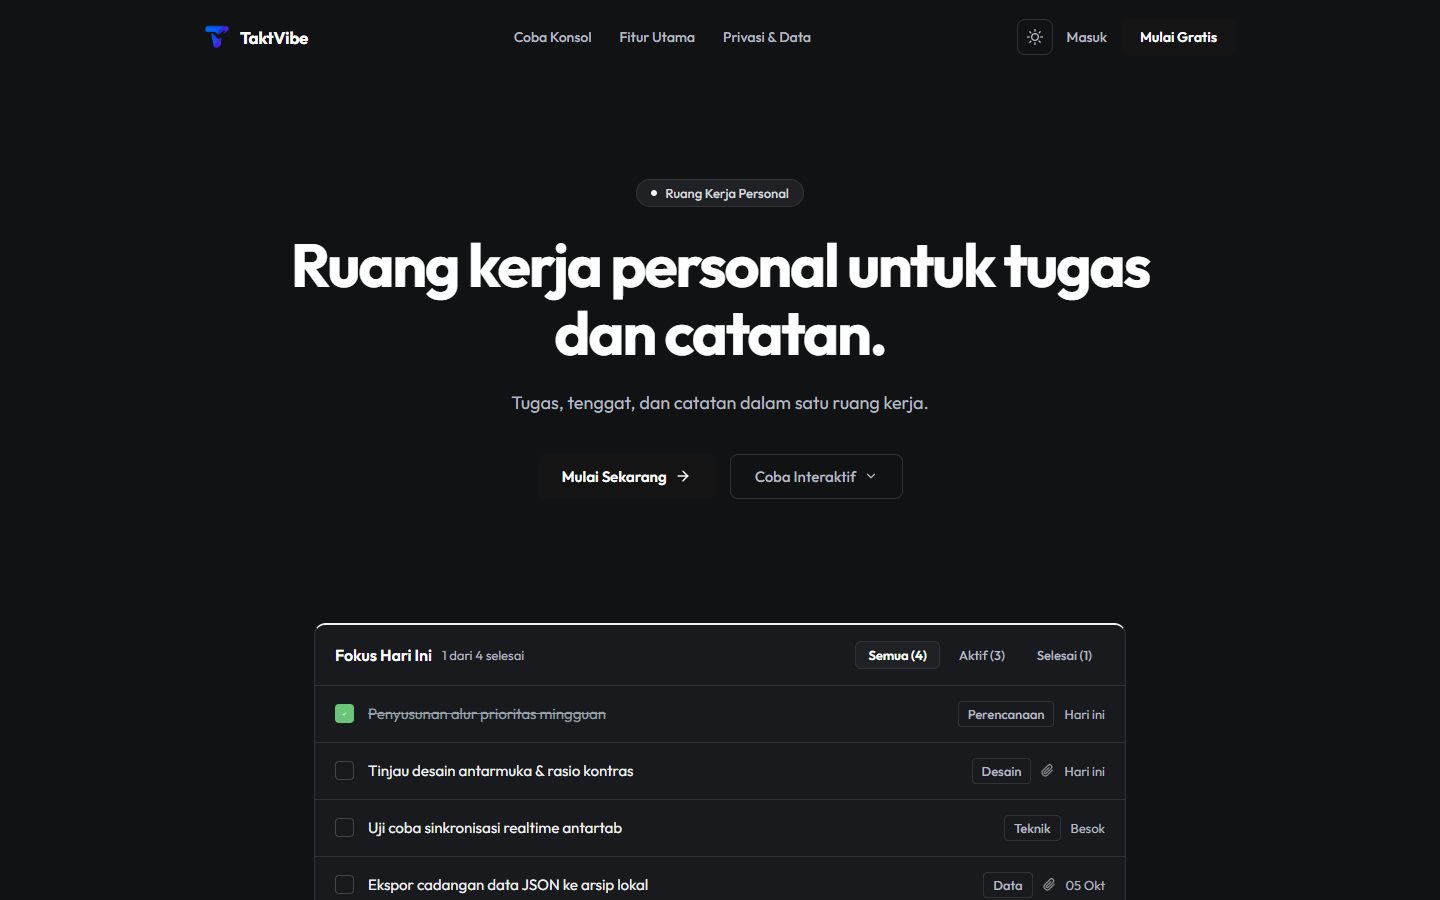 TaktVibe
Coba Konsol
Fitur Utama
Privasi & Data
Masuk
Mulai Gratis
Ruang Kerja Personal
Ruang kerja personal untuk tugas
dan catatan.
Tugas, tenggat, dan catatan dalam satu ruang kerja.
Mulai Sekarang
Coba Interaktif
Fokus Hari Ini 1 dari 4 selesai
Semua (4)
Aktif (3)
Selesai (1)
Penyusunan alur prioritas mingguan Perencanaan Hari ini
Tinjau desain antarmuka & rasio kontras Desain Hari ini
Uji coba sinkronisasi realtime antartab Teknik Besok
Ekspor cadangan data JSON ke arsip lokal Data 05 Okt